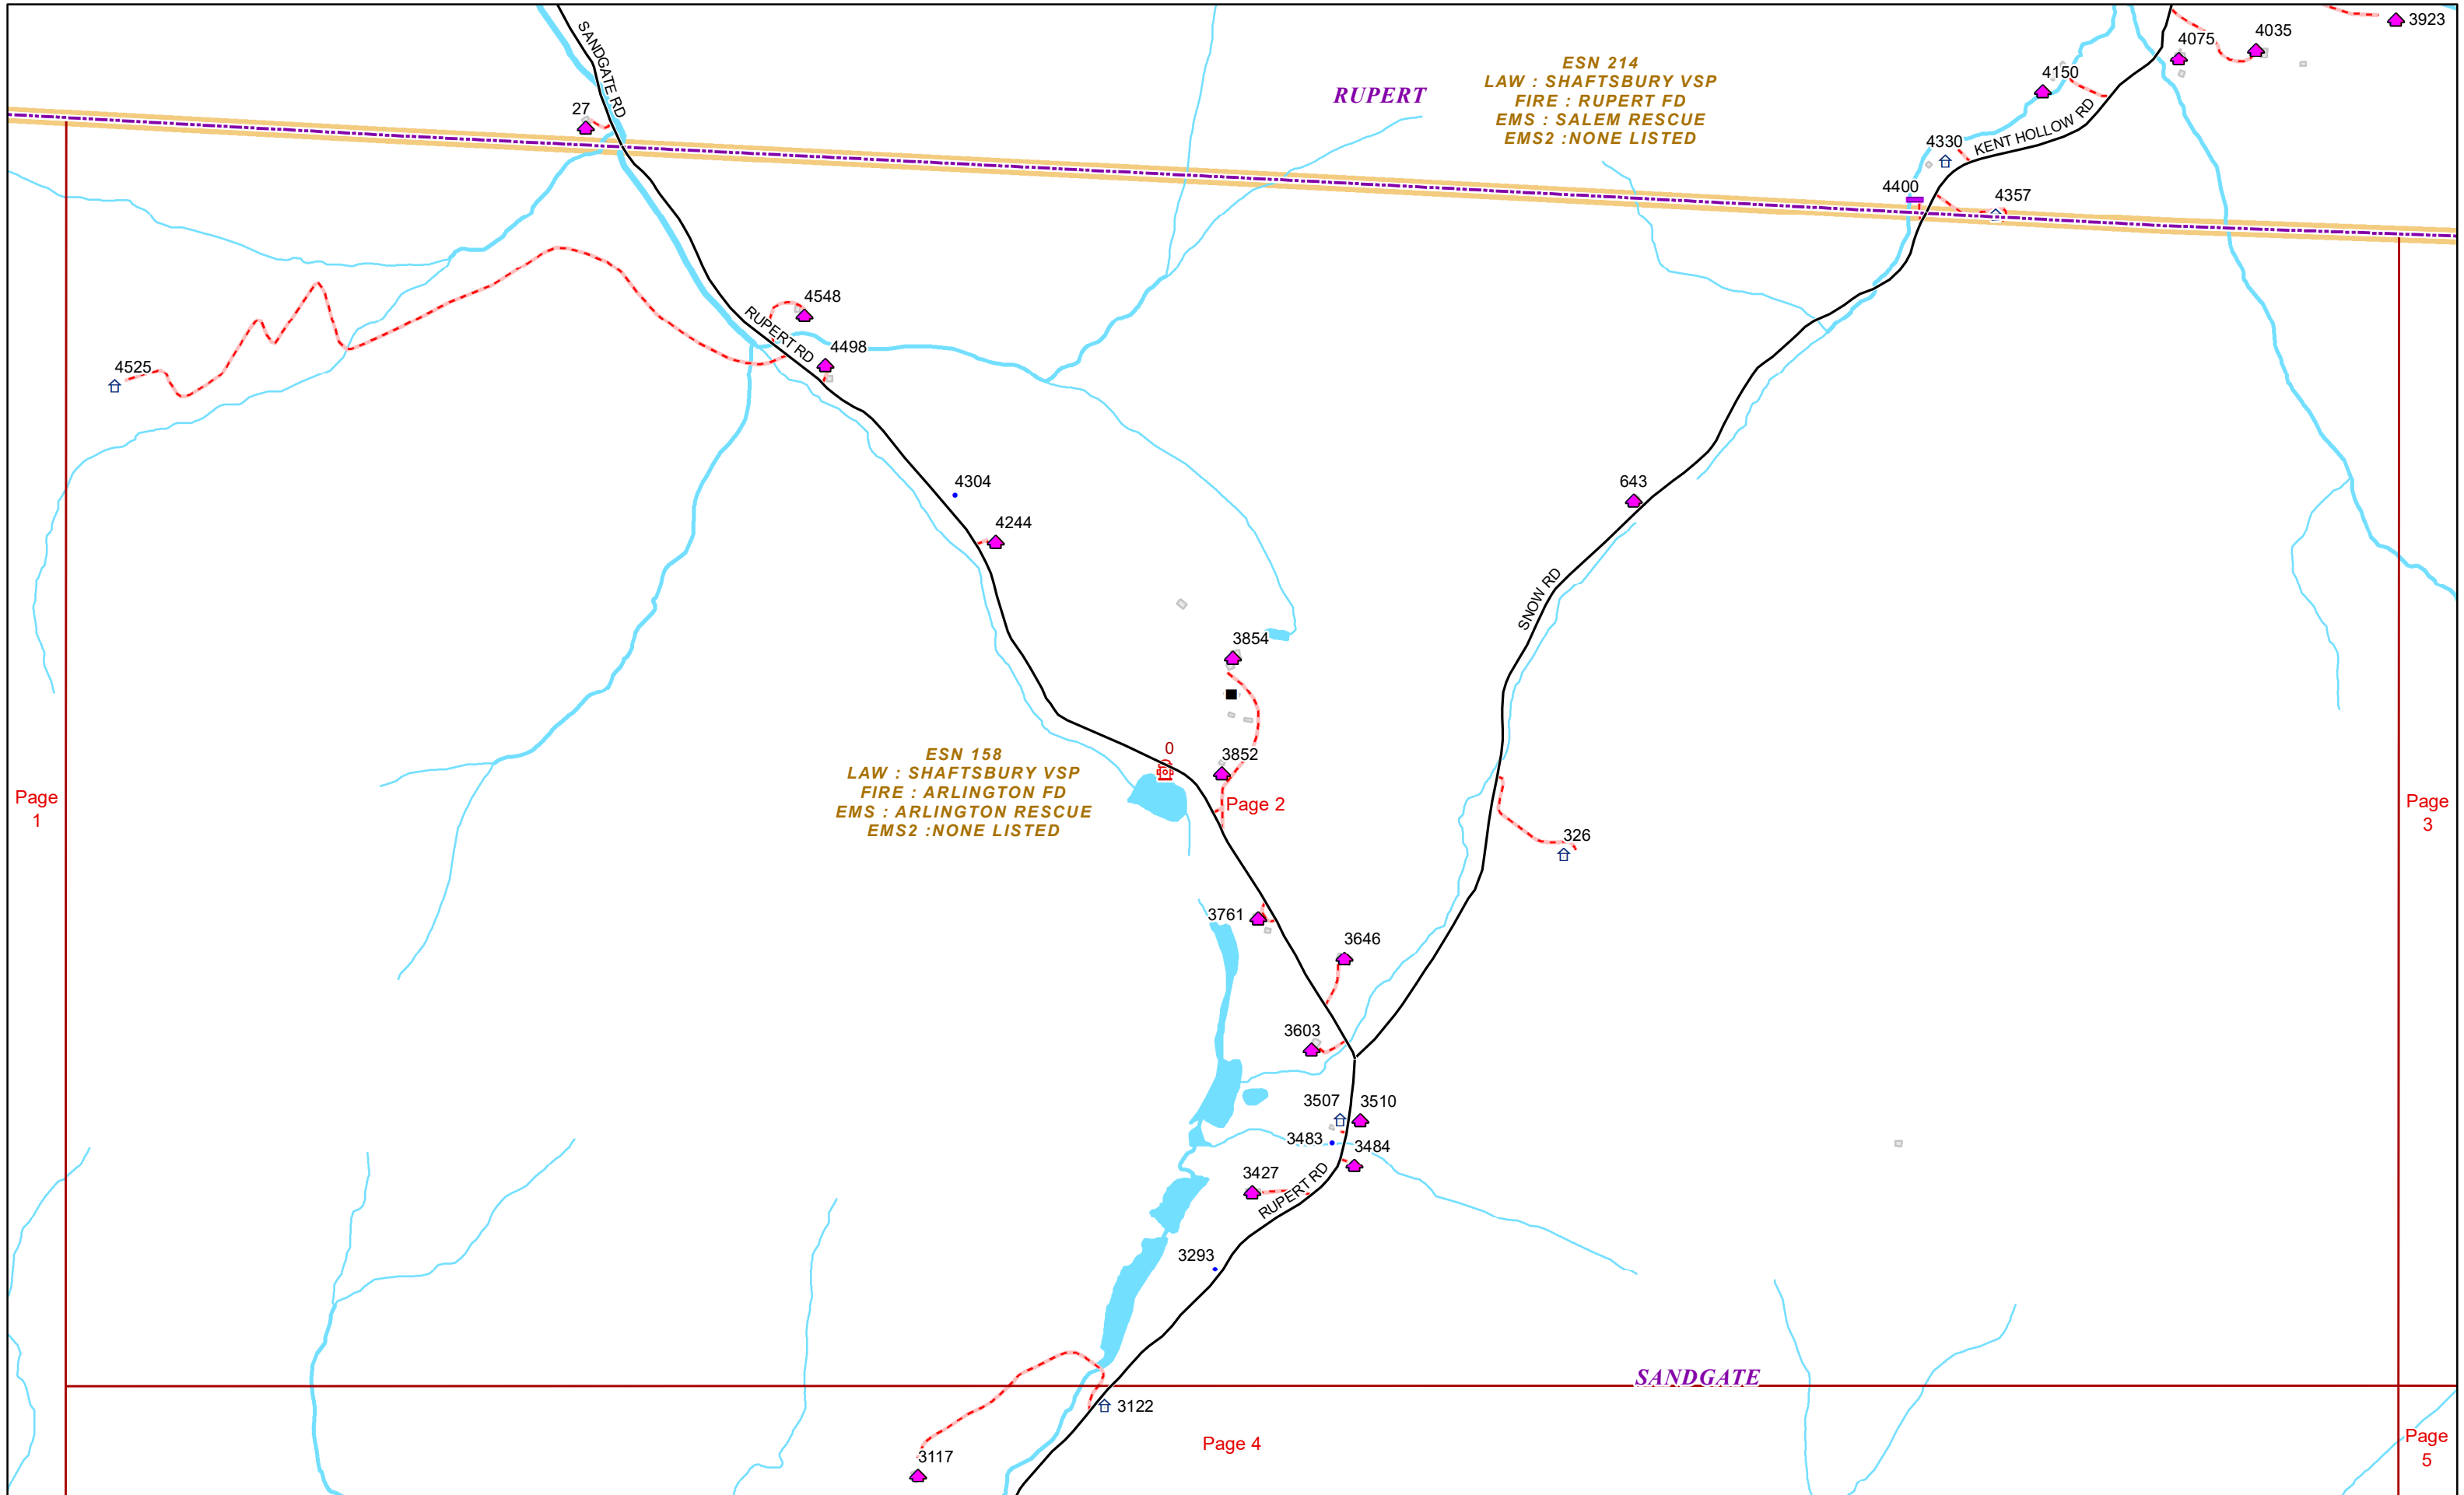 SANDGATE RD
3923
4035
4075
ESN 214
LAW : SHAFTSBURY VSP
FIRE : RUPERT FD
EMS : SALEM RESCUE
EMS2 :NONE LISTED
RUPERT
4150
27
KENT HOLLOW RD
4330
4400
4357
4548
RUPERT RD
4498
4525
4304
643
4244
SNOW RD
3854
0
3852
ESN 158
LAW : SHAFTSBURY VSP
FIRE : ARLINGTON FD
EMS : ARLINGTON RESCUE
EMS2 :NONE LISTED
Page
1
Page 2
Page
3
326
3761
3646
3603
3507
3510
3483
3484
3427
RUPERT RD
3293
SANDGATE
3122
Page 4
Page
5
3117